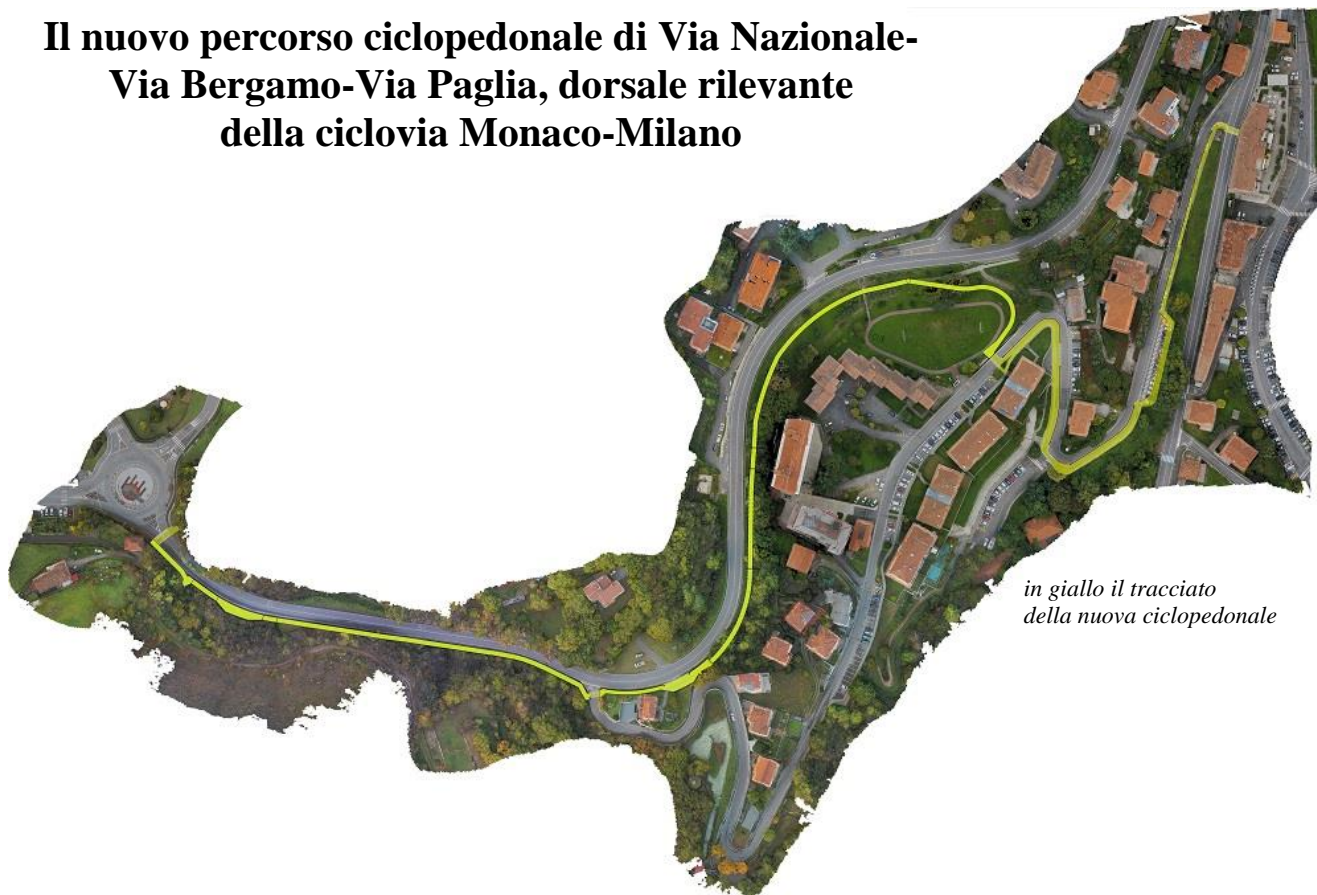 Il nuovo percorso ciclopedonale di Via Nazionale-
Via Bergamo-Via Paglia, dorsale rilevante
della ciclovia Monaco-Milano
in giallo il tracciato
della nuova ciclopedonale